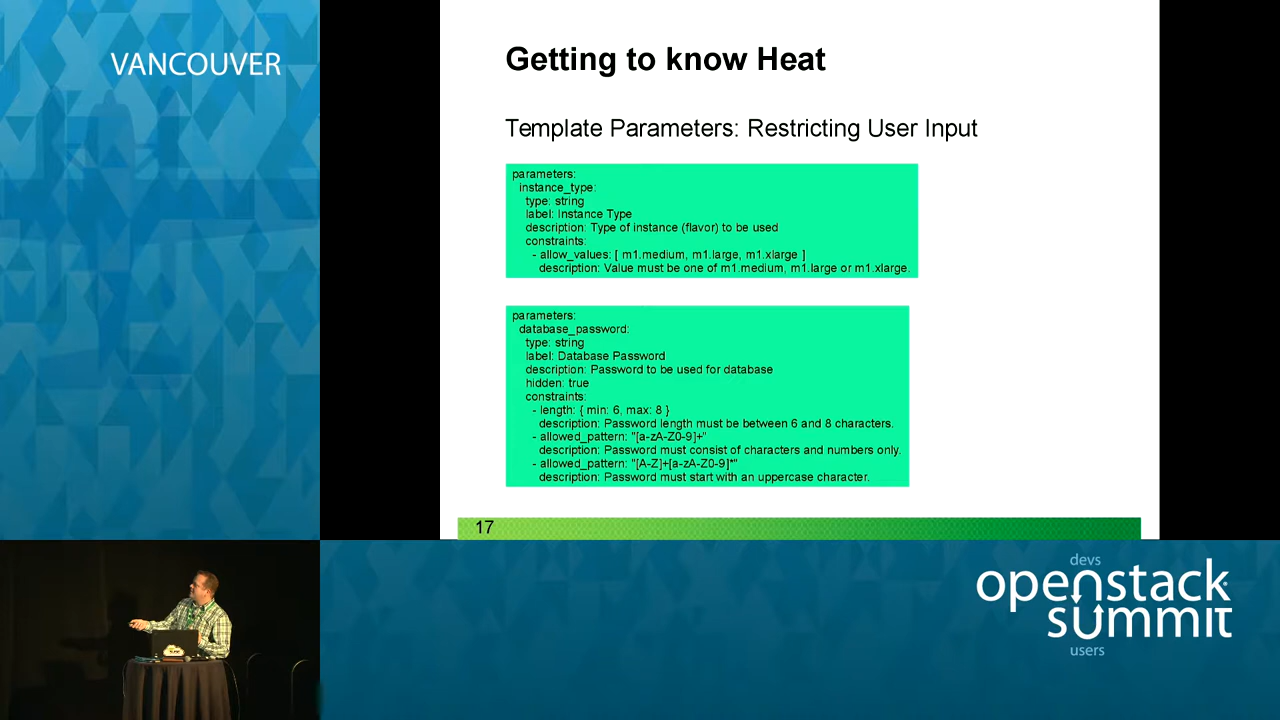 VANCOUVER
Getting to know Heat
Template Parameters: Restricting User Input
parameters:
instance_type:
type: string
label: Instance Type
description: Type of instance (flavor) to be used
constraints:
- allow_values: [ m1.medium, m1.large, m1.xlarge ]
description: Value must be one of m1.medium, m1.large or m1.xlarge.
parameters:
database_password:
type: string
label: Database Password
description: Password to be used for database
hidden: true
constraints:
- length: { min: 6, max: 8 }
description: Password length must be between 6 and 8 characters.
- allowed_pattern: "[a-zA-Z0-9]+"
description: Password must consist of characters and numbers only.
- allowed_pattern: "[A-Z]+[a-zA-Z0-9]*"
description: Password must start with an uppercase character.
17
devs
openstack
summit
users